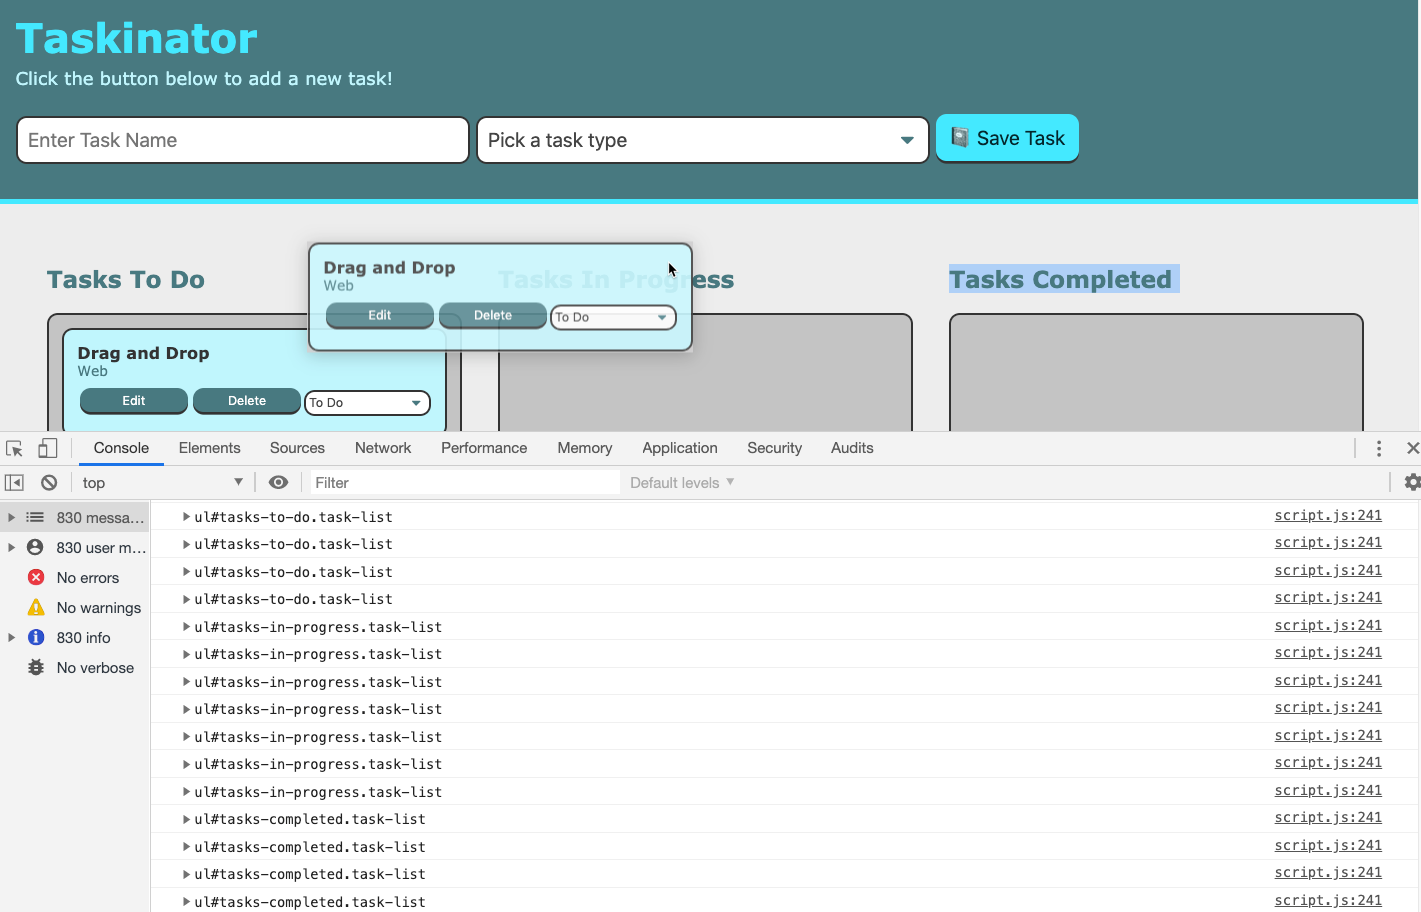 Taskinator
Click the button below to add a new task!
Enter Task Name
Pick a task type
Save Task
Tasks To Do
Drag and Drop
Web
Edit Delete To Do
Tasks In Progress
Tasks Completed
Drag and Drop
Web
Edit Delete To Do
Console Elements Sources Network Performance Memory Application Security Audits
top Filter Default levels
830 messa...
830 user m...
No errors
No warnings
830 info
No verbose
ul#tasks-to-do.task-list script.js:241
ul#tasks-to-do.task-list script.js:241
ul#tasks-to-do.task-list script.js:241
ul#tasks-to-do.task-list script.js:241
ul#tasks-in-progress.task-list script.js:241
ul#tasks-in-progress.task-list script.js:241
ul#tasks-in-progress.task-list script.js:241
ul#tasks-in-progress.task-list script.js:241
ul#tasks-in-progress.task-list script.js:241
ul#tasks-in-progress.task-list script.js:241
ul#tasks-in-progress.task-list script.js:241
ul#tasks-completed.task-list script.js:241
ul#tasks-completed.task-list script.js:241
ul#tasks-completed.task-list script.js:241
ul#tasks-completed.task-list script.js:241